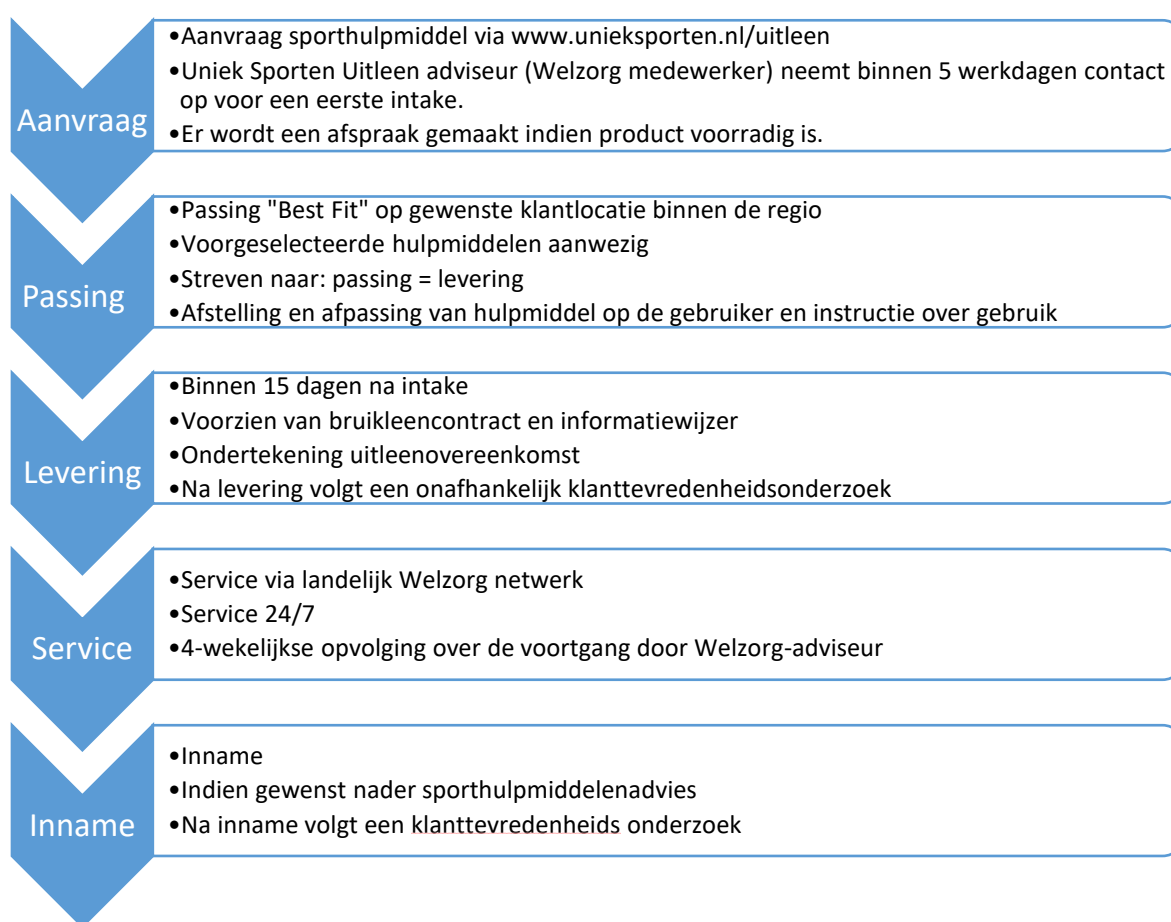 Aanvraag
•Aanvraag sporthulpmiddel via www.unieksporten.nl/uitleen
•Uniek Sporten Uitleen adviseur (Welzorg medewerker) neemt binnen 5 werkdagen contact
op voor een eerste intake.
•Er wordt een afspraak gemaakt indien product voorradig is.
Passing
•Passing "Best Fit" op gewenste klantlocatie binnen de regio
•Voorgeselecteerde hulpmiddelen aanwezig
•Streven naar: passing = levering
•Afstelling en afpassing van hulpmiddel op de gebruiker en instructie over gebruik
Levering
•Binnen 15 dagen na intake
•Voorzien van bruikleencontract en informatiewijzer
•Ondertekening uitleenovereenkomst
•Na levering volgt een onafhankelijk klanttevredenheidsonderzoek
Service
•Service via landelijk Welzorg netwerk
•Service 24/7
•4-wekelijkse opvolging over de voortgang door Welzorg-adviseur
Inname
•Inname
•Indien gewenst nader sporthulpmiddelenadvies
•Na inname volgt een klanttevredenheids onderzoek